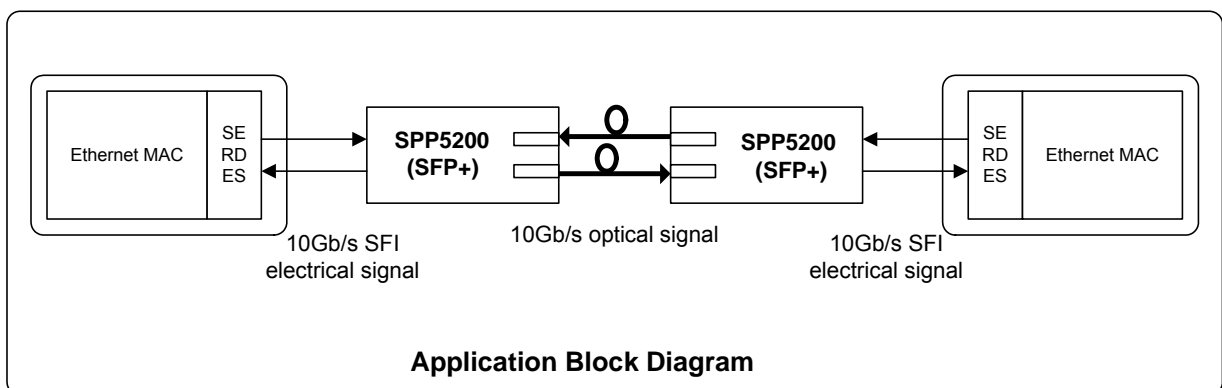 Ethernet MAC
SE
RD
ES
SPP5200
(SFP+)
SPP5200
(SFP+)
SE
RD
ES
Ethernet MAC
10Gb/s SFI
electrical signal
10Gb/s optical signal
10Gb/s SFI
electrical signal
Application Block Diagram